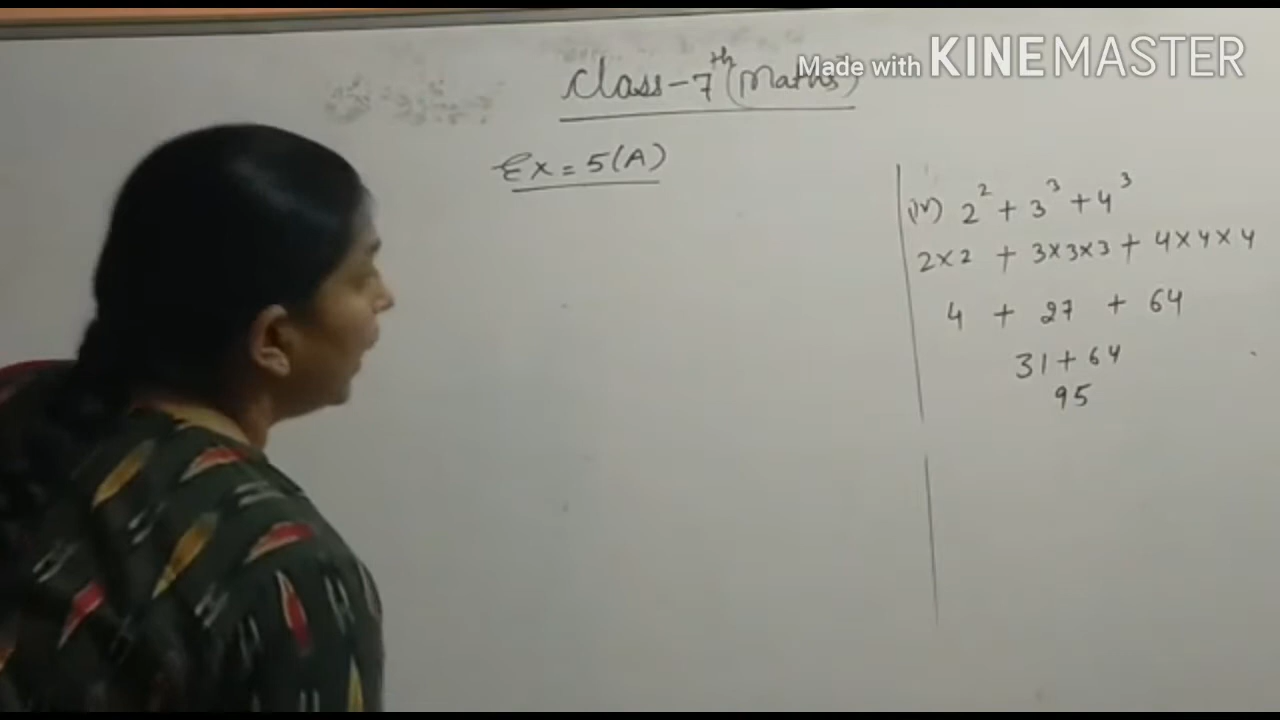 Made with KINEMASTER
Class-7th (Maths)
Ex = 5(A)
(iv) 2² + 3³ + 4³
2×2 + 3×3×3 + 4×4×4
4 + 27 + 64
31 + 64
95